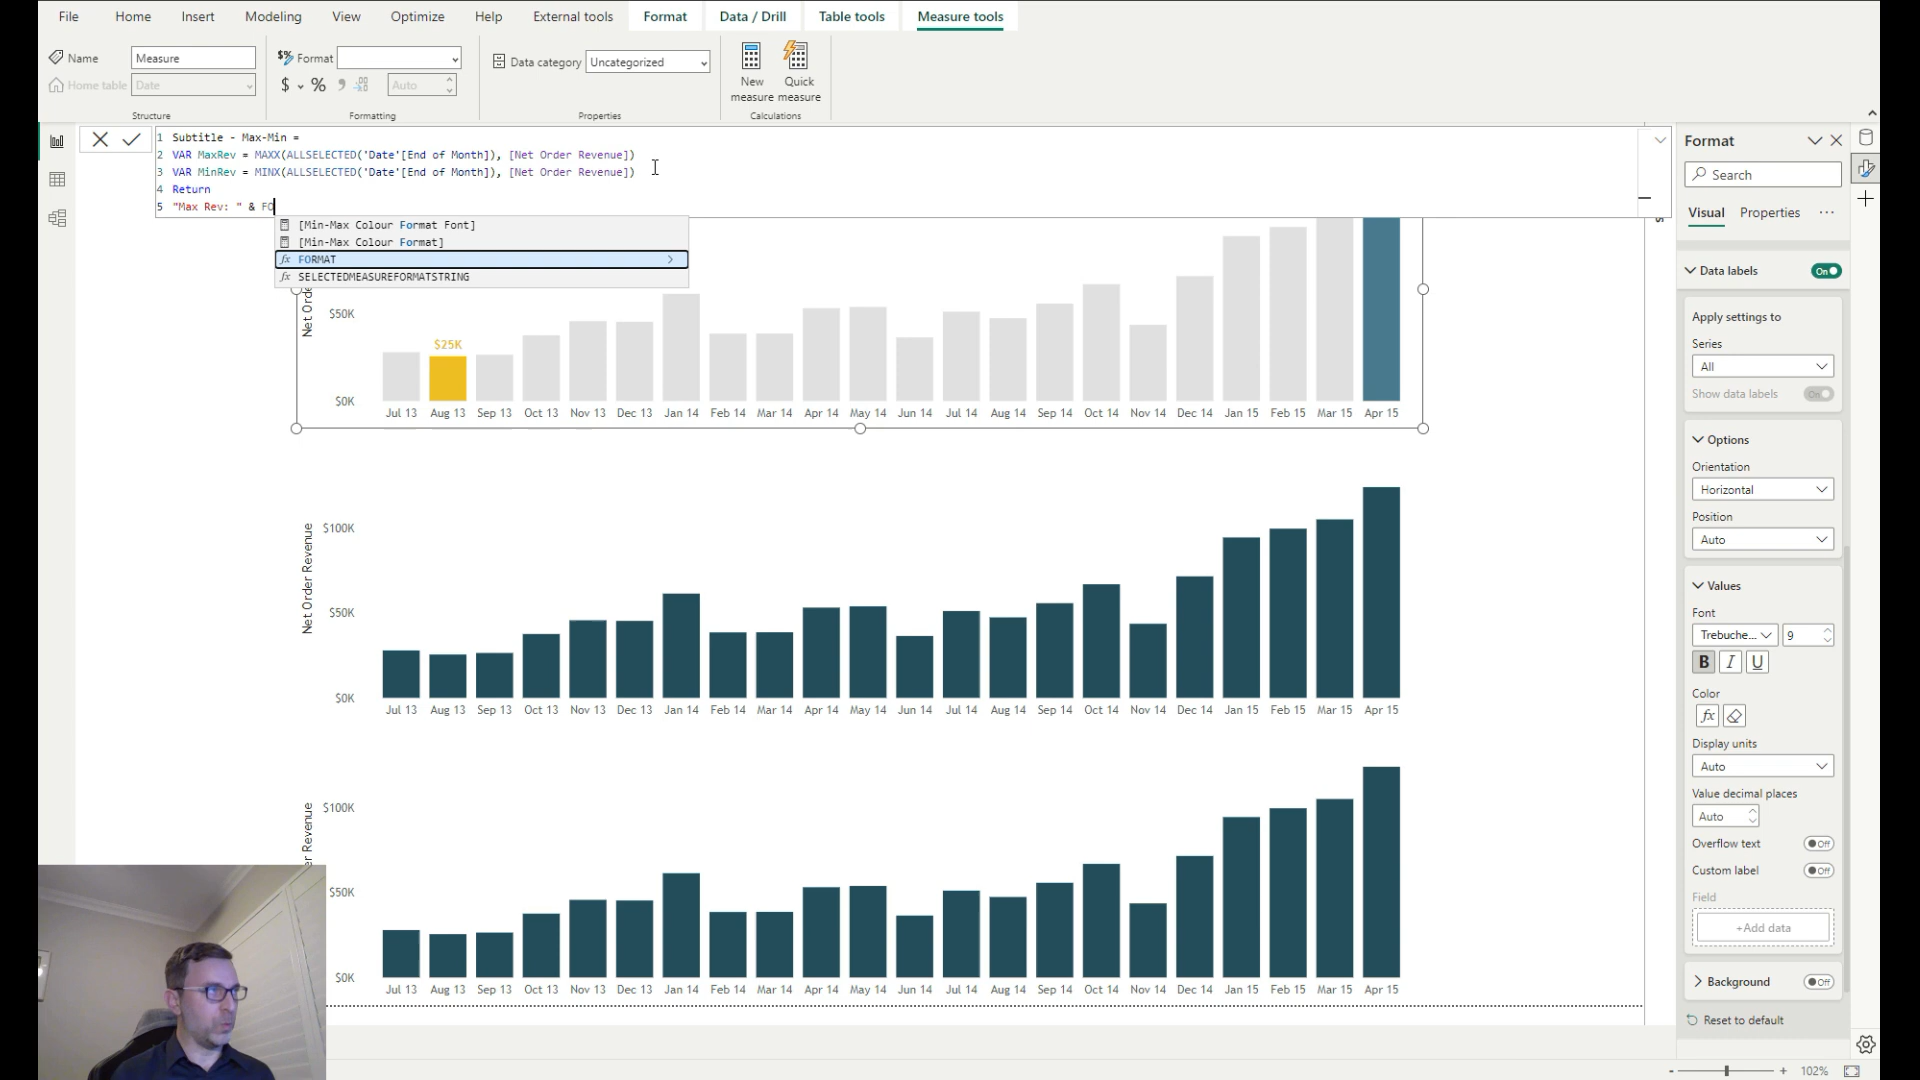 File Home Insert Modeling View Optimize Help External tools Format Data / Drill Table tools Measure tools
Name Measure
Home table Date
Structure
Format
$ % Auto
Formatting
Data category Uncategorized
Properties
New measure
Quick measure
Calculations
1 Subtitle - Max-Min =
2 VAR MaxRev = MAXX(ALLSELECTED('Date'[End of Month]), [Net Order Revenue])
3 VAR MinRev = MINX(ALLSELECTED('Date'[End of Month]), [Net Order Revenue])
4 Return
5 "Max Rev: " & FO
[Min-Max Colour Format Font]
[Min-Max Colour Format]
fx FORMAT
fx SELECTEDMEASUREFORMATSTRING
Net Order
$50K
$25K
$0K
Jul 13 Aug 13 Sep 13 Oct 13 Nov 13 Dec 13 Jan 14 Feb 14 Mar 14 Apr 14 May 14 Jun 14 Jul 14 Aug 14 Sep 14 Oct 14 Nov 14 Dec 14 Jan 15 Feb 15 Mar 15 Apr 15
Net Order Revenue
$100K
$50K
$0K
Jul 13 Aug 13 Sep 13 Oct 13 Nov 13 Dec 13 Jan 14 Feb 14 Mar 14 Apr 14 May 14 Jun 14 Jul 14 Aug 14 Sep 14 Oct 14 Nov 14 Dec 14 Jan 15 Feb 15 Mar 15 Apr 15
er Revenue
$100K
$50K
$0K
Jul 13 Aug 13 Sep 13 Oct 13 Nov 13 Dec 13 Jan 14 Feb 14 Mar 14 Apr 14 May 14 Jun 14 Jul 14 Aug 14 Sep 14 Oct 14 Nov 14 Dec 14 Jan 15 Feb 15 Mar 15 Apr 15
Format
Search
Visual Properties ...
Data labels On
Apply settings to
Series
All
Show data labels On
Options
Orientation
Horizontal
Position
Auto
Values
Font
Trebuche... 9
B I U
Color
fx
Display units
Auto
Value decimal places
Auto
Overflow text Off
Custom label Off
Field
+Add data
Background Off
Reset to default
- + 102%